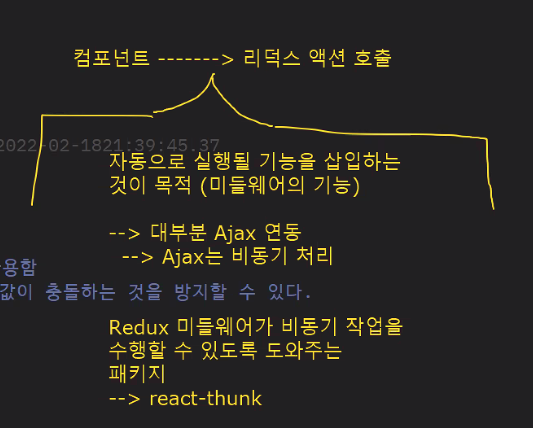 컴포넌트 -------> 리덕스 액션 호출
2022-02-1821:39:45.37
자동으로 실행될 기능을 삽입하는
것이 목적 (미들웨어의 기능)
--> 대부분 Ajax 연동
--> Ajax는 비동기 처리
용함
값이 충돌하는 것을 방지할 수 있다.
Redux 미들웨어가 비동기 작업을
수행할 수 있도록 도와주는
패키지
--> react-thunk